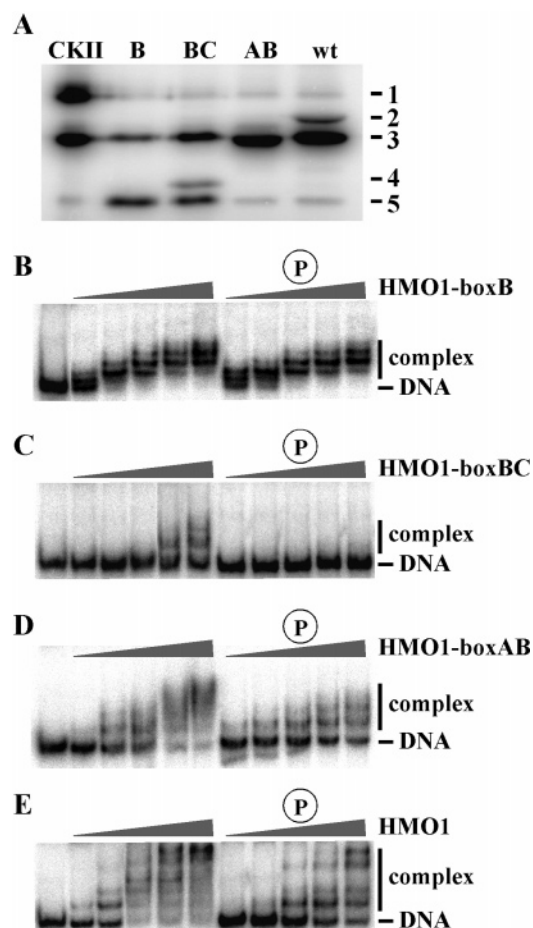 A
CKII B BC AB wt
1
2
3
4
5
B
P
HMO1-boxB
complex
DNA
C
P
HMO1-boxBC
complex
DNA
D
P
HMO1-boxAB
complex
DNA
E
P
HMO1
complex
DNA